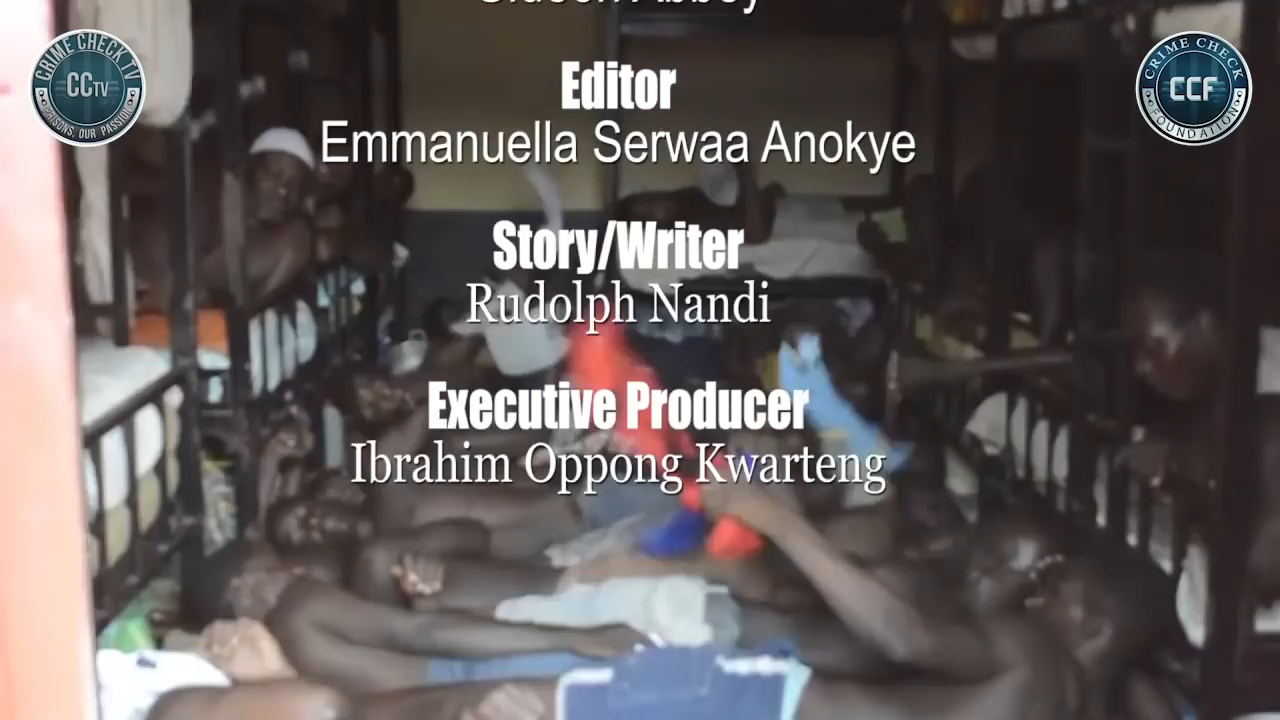 CRIME CHECK TV
CCTV
PRISONS, OUR PASSION
CRIME CHECK
CCF
FOUNDATION
Editor
Emmanuella Serwaa Anokye
Story/Writer
Rudolph Nandi
Executive Producer
Ibrahim Oppong Kwarteng